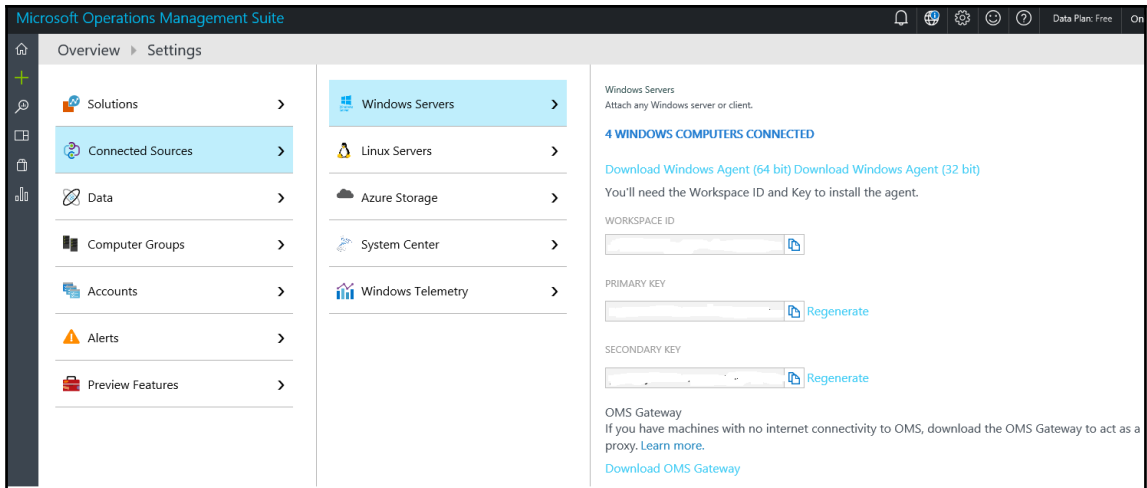 Microsoft Operations Management Suite
Data Plan: Free
On
Overview
Settings
Solutions
Connected Sources
Data
Computer Groups
Accounts
Alerts
Preview Features
Windows Servers
Linux Servers
Azure Storage
System Center
Windows Telemetry
Windows Servers
Attach any Windows server or client.
4 WINDOWS COMPUTERS CONNECTED
Download Windows Agent (64 bit) Download Windows Agent (32 bit)
You'll need the Workspace ID and Key to install the agent.
WORKSPACE ID
PRIMARY KEY
Regenerate
SECONDARY KEY
Regenerate
OMS Gateway
If you have machines with no internet connectivity to OMS, download the OMS Gateway to act as a
proxy. Learn more.
Download OMS Gateway